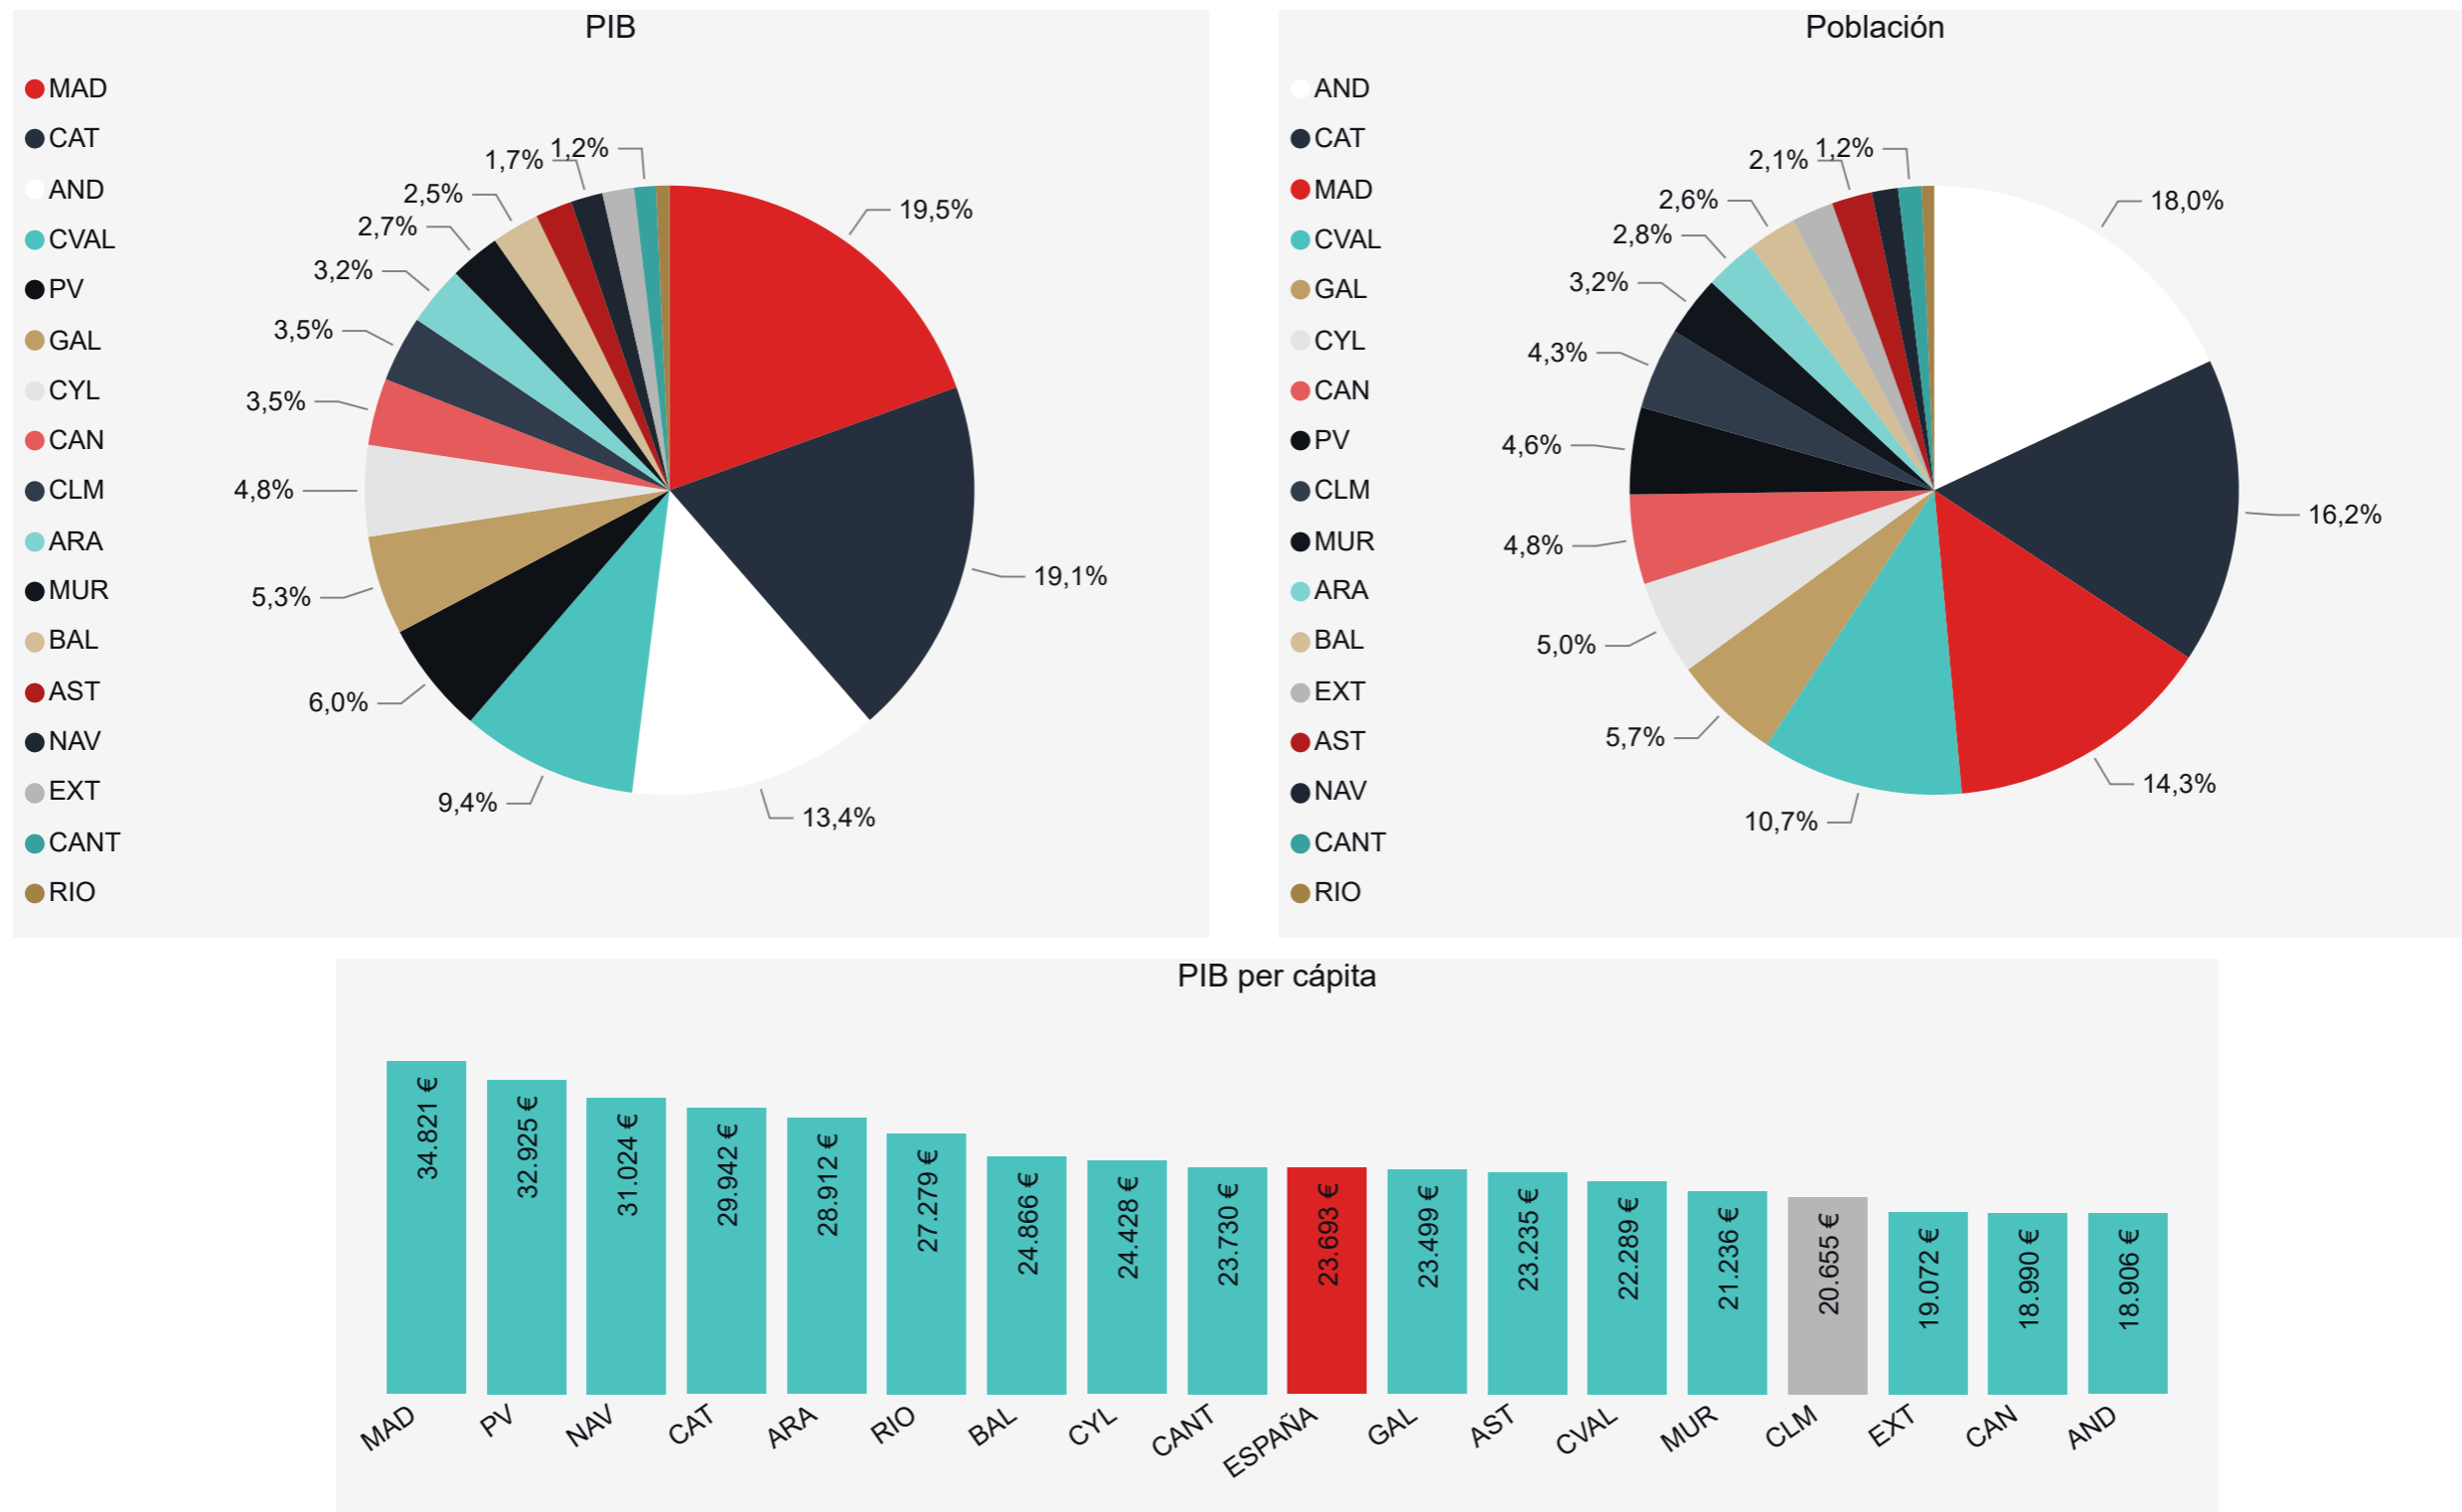 PIB
MAD
CAT
AND
CVAL
PV
GAL
CYL
CAN
CLM
ARA
MUR
BAL
AST
NAV
EXT
CANT
RIO
19,5%
19,1%
13,4%
9,4%
6,0%
5,3%
4,8%
3,5%
3,5%
3,2%
2,7%
2,5%
1,7%
1,2%
Población
AND
CAT
MAD
CVAL
GAL
CYL
CAN
PV
CLM
MUR
ARA
BAL
EXT
AST
NAV
CANT
RIO
18,0%
16,2%
14,3%
10,7%
5,7%
5,0%
4,8%
4,6%
4,3%
3,2%
2,8%
2,6%
2,1%
1,2%
PIB per cápita
34.821 €
32.925 €
31.024 €
29.942 €
28.912 €
27.279 €
24.866 €
24.428 €
23.730 €
23.693 €
23.499 €
23.235 €
22.289 €
21.236 €
20.655 €
19.072 €
18.990 €
18.906 €
MAD
PV
NAV
CAT
ARA
RIO
BAL
CYL
CANT
ESPAÑA
GAL
AST
CVAL
MUR
CLM
EXT
CAN
AND